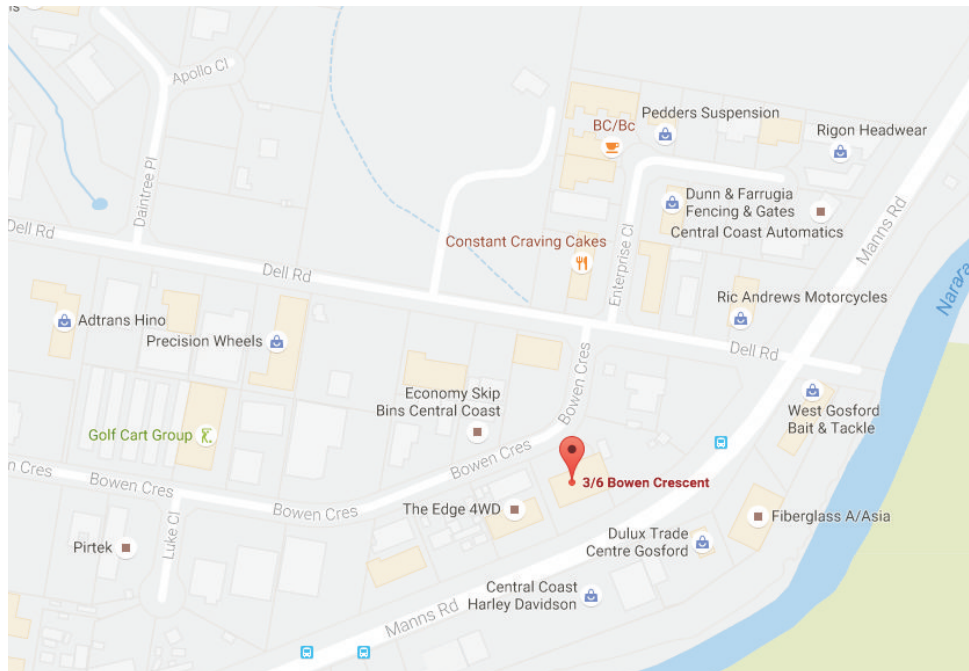 Apollo Cl
Daintree Pl
BC/Bc
Pedders Suspension
Rigon Headwear
Dunn & Farrugia
Fencing & Gates
Central Coast Automatics
Manns Rd
Dell Rd
Dell Rd
Constant Craving Cakes
Enterprise Cl
Ric Andrews Motorcycles
Dell Rd
Adtrans Hino
Precision Wheels
Bowen Cres
Economy Skip
Bins Central Coast
West Gosford
Bait & Tackle
Golf Cart Group
Bowen Cres
3/6 Bowen Crescent
en Cres
Bowen Cres
Bowen Cres
The Edge 4WD
Fiberglass A/Asia
Pirtek
Luke Cl
Dulux Trade
Centre Gosford
Central Coast
Harley Davidson
Manns Rd